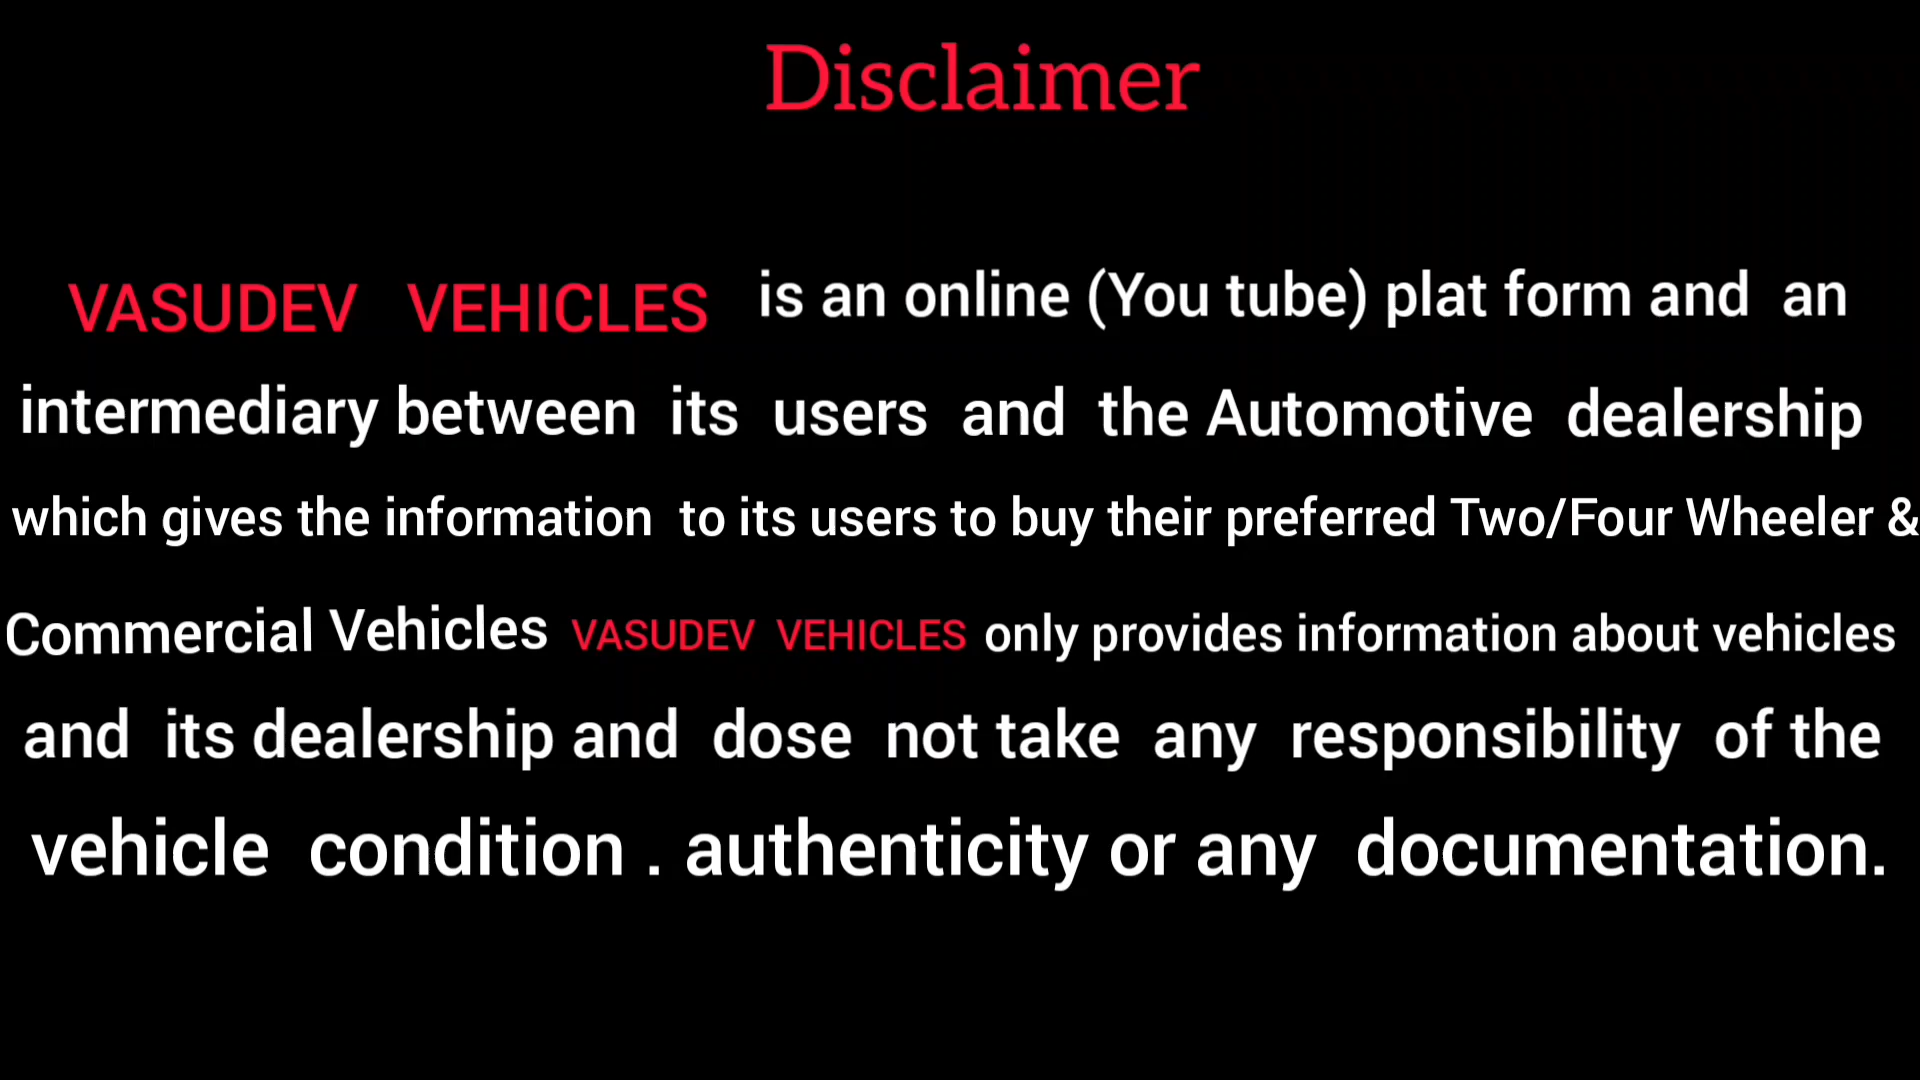 Disclaimer
VASUDEV VEHICLES is an online (You tube) plat form and an
intermediary between its users and the Automotive dealership
which gives the information to its users to buy their preferred Two/Four Wheeler &
Commercial Vehicles VASUDEV VEHICLES only provides information about vehicles
and its dealership and dose not take any responsibility of the
vehicle condition . authenticity or any documentation.